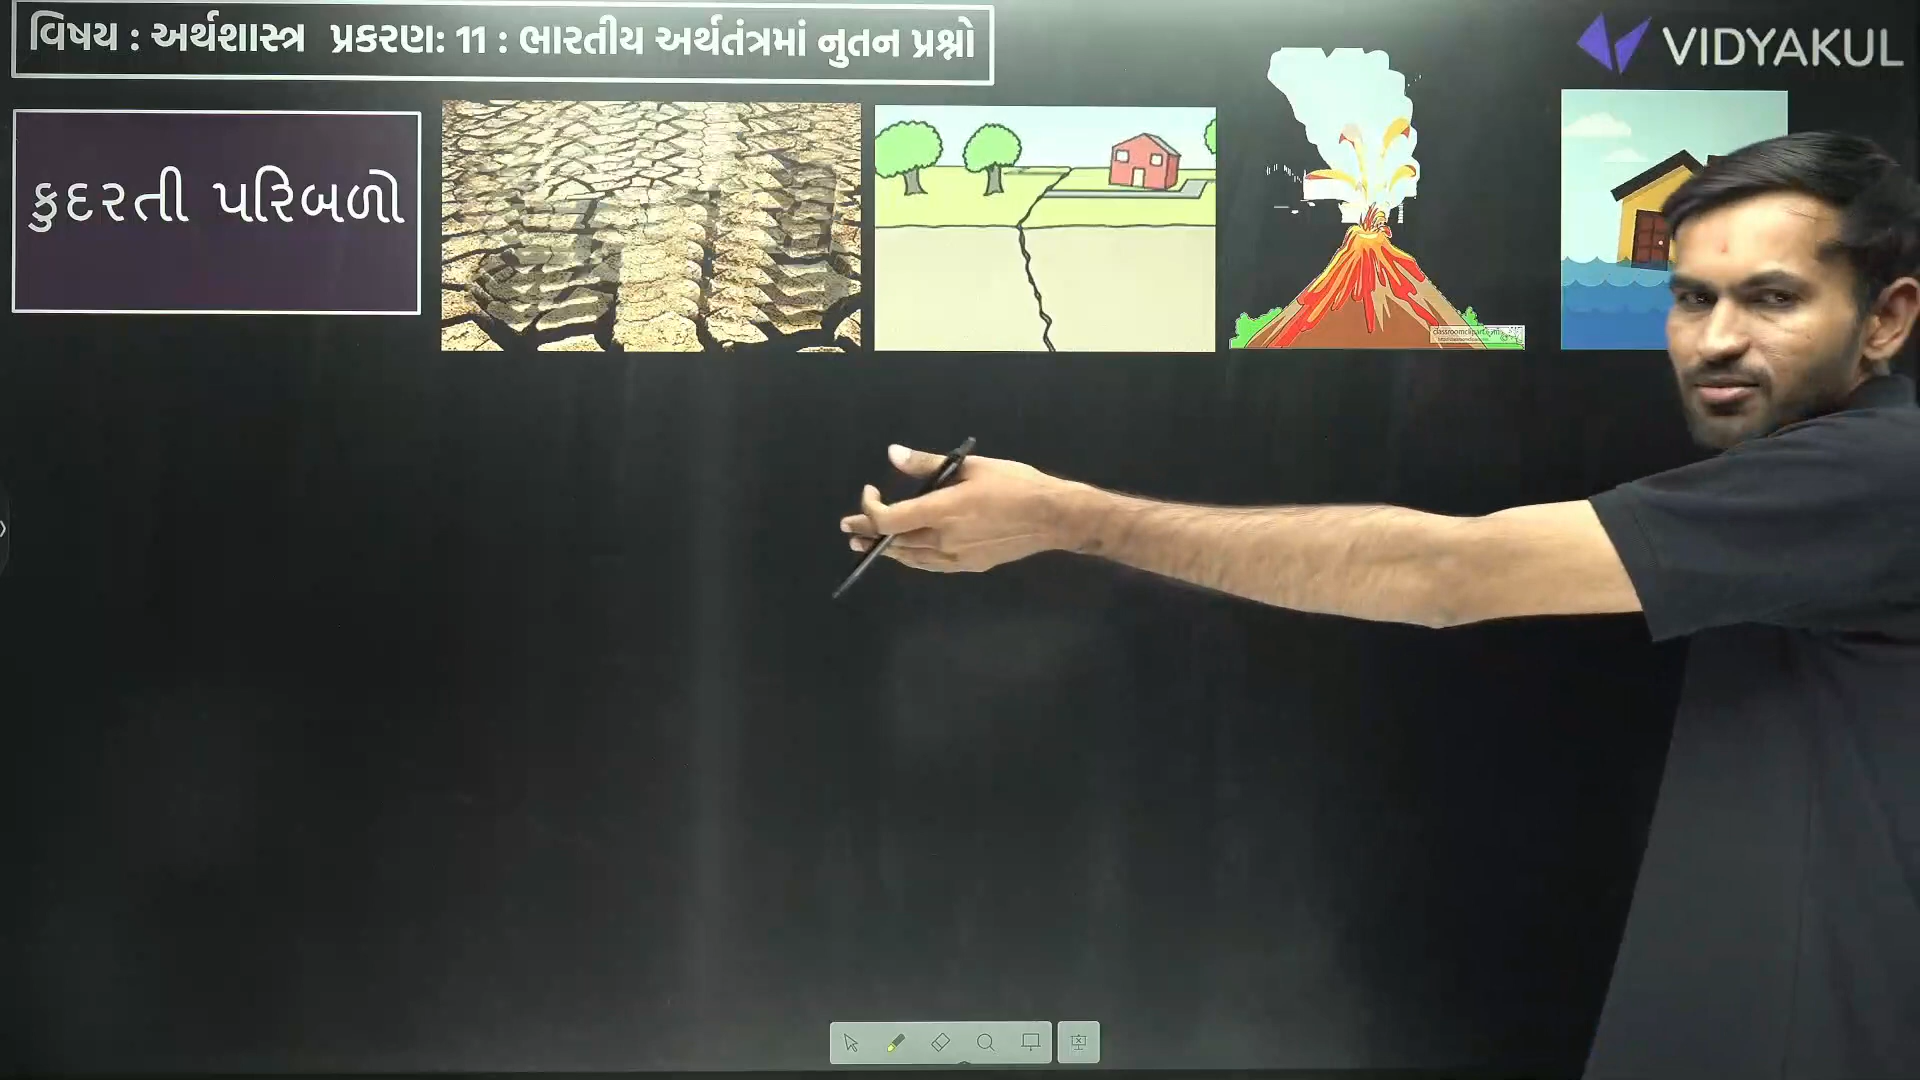 વિષય : અર્થશાસ્ત્ર પ્રકરણ: 11 : ભારતીય અર્થતંત્રમાં નુતન પ્રશ્નો
VIDYAKUL
કુદરતી પરિબળો